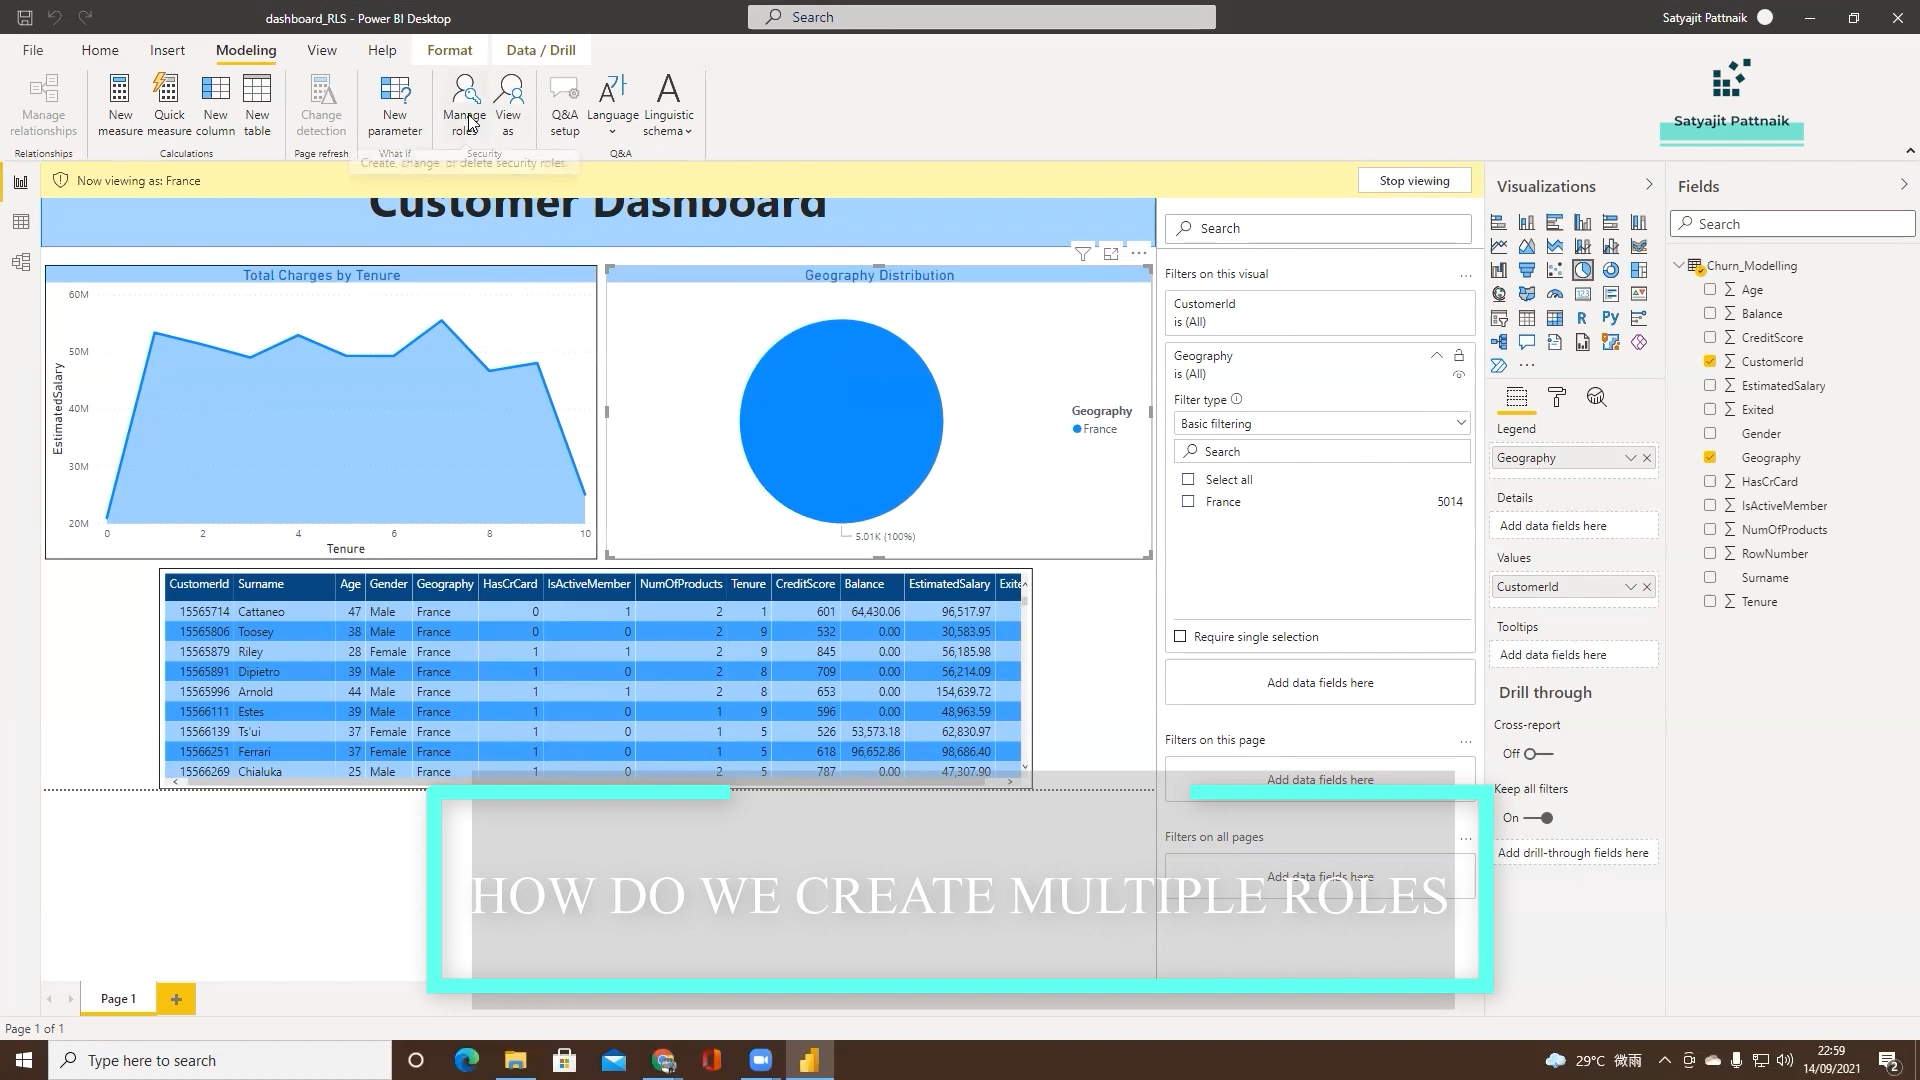 dashboard_RLS - Power BI Desktop
Search
Satyajit Pattnaik
File Home Insert Modeling View Help Format Data / Drill
Manage relationships
New measure
Quick measure
New column
New table
Change detection
New parameter
Manage roles
View as
Q&A setup
Language
Linguistic schema
Relationships
Calculations
Page refresh
What if
Security
Q&A
Create, change, or delete security roles
Satyajit Pattnaik
Now viewing as: France
Stop viewing
Customer Dashboard
Total Charges by Tenure
60M
50M
40M
30M
20M
EstimatedSalary
0 2 4 6 8 10
Tenure
Geography Distribution
Geography
France
5.01K (100%)
CustomerId Surname Age Gender Geography HasCrCard IsActiveMember NumOfProducts Tenure CreditScore Balance EstimatedSalary Exite
15565714 Cattaneo 47 Male France 0 1 2 1 601 64,430.06 96,517.97
15565806 Toosey 38 Male France 0 0 2 9 532 0.00 30,583.95
15565879 Riley 28 Female France 1 1 2 9 845 0.00 56,185.98
15565891 Dipietro 39 Male France 1 0 2 8 709 0.00 56,214.09
15565996 Arnold 44 Male France 1 1 2 8 653 0.00 154,639.72
15566111 Estes 39 Male France 1 0 1 9 596 0.00 48,963.59
15566139 Ts'ui 37 Female France 1 0 1 5 526 53,573.18 62,830.97
15566251 Ferrari 37 Female France 1 0 1 5 618 96,652.86 98,686.40
15566269 Chialuka 25 Male France 1 0 2 5 787 0.00 47,307.90
Search
Filters on this visual
CustomerId
is (All)
Geography
is (All)
Filter type
Basic filtering
Search
Select all
France 5014
Require single selection
Add data fields here
Filters on this page
Add data fields here
Filters on all pages
Add data fields here
HOW DO WE CREATE MULTIPLE ROLES
Visualizations
R Py
Legend
Geography
Details
Add data fields here
Values
CustomerId
Tooltips
Add data fields here
Drill through
Cross-report
Off
Keep all filters
On
Add drill-through fields here
Fields
Search
Churn_Modelling
Age
Balance
CreditScore
CustomerId
EstimatedSalary
Exited
Gender
Geography
HasCrCard
IsActiveMember
NumOfProducts
RowNumber
Surname
Tenure
Page 1
Page 1 of 1
Type here to search
29°C 微雨
22:59
14/09/2021
2